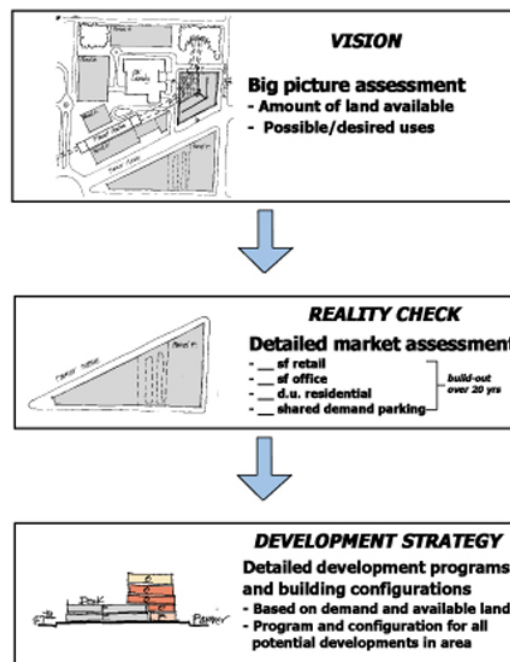 VISION
Big picture assessment
- Amount of land available
- Possible/desired uses
REALITY CHECK
Detailed market assessment
- __ sf retail
- __ sf office
- __ d.u. residential
- __ shared demand parking
build-out
over 20 yrs
DEVELOPMENT STRATEGY
Detailed development programs
and building configurations
- Based on demand and available land
- Program and configuration for all
potential developments in area